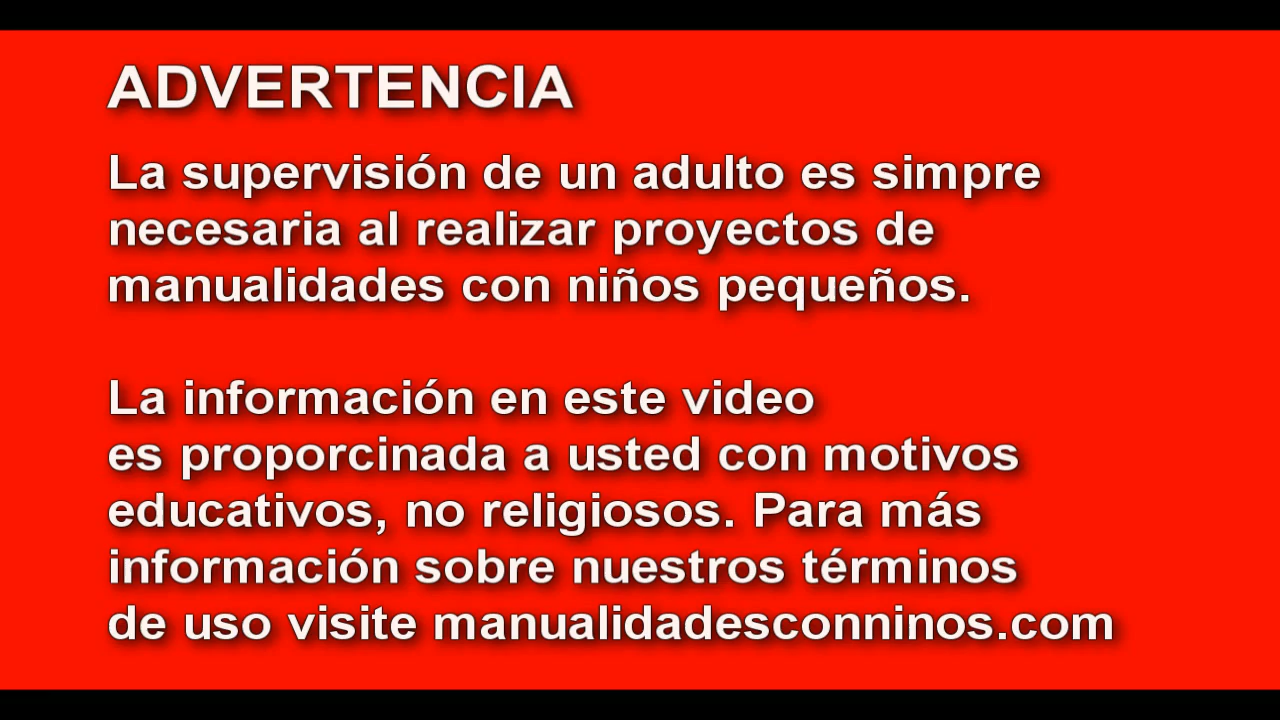 ADVERTENCIA
La supervisión de un adulto es simpre
necesaria al realizar proyectos de
manualidades con niños pequeños.
La información en este video
es proporcinada a usted con motivos
educativos, no religiosos. Para más
información sobre nuestros términos
de uso visite manualidadesconninos.com